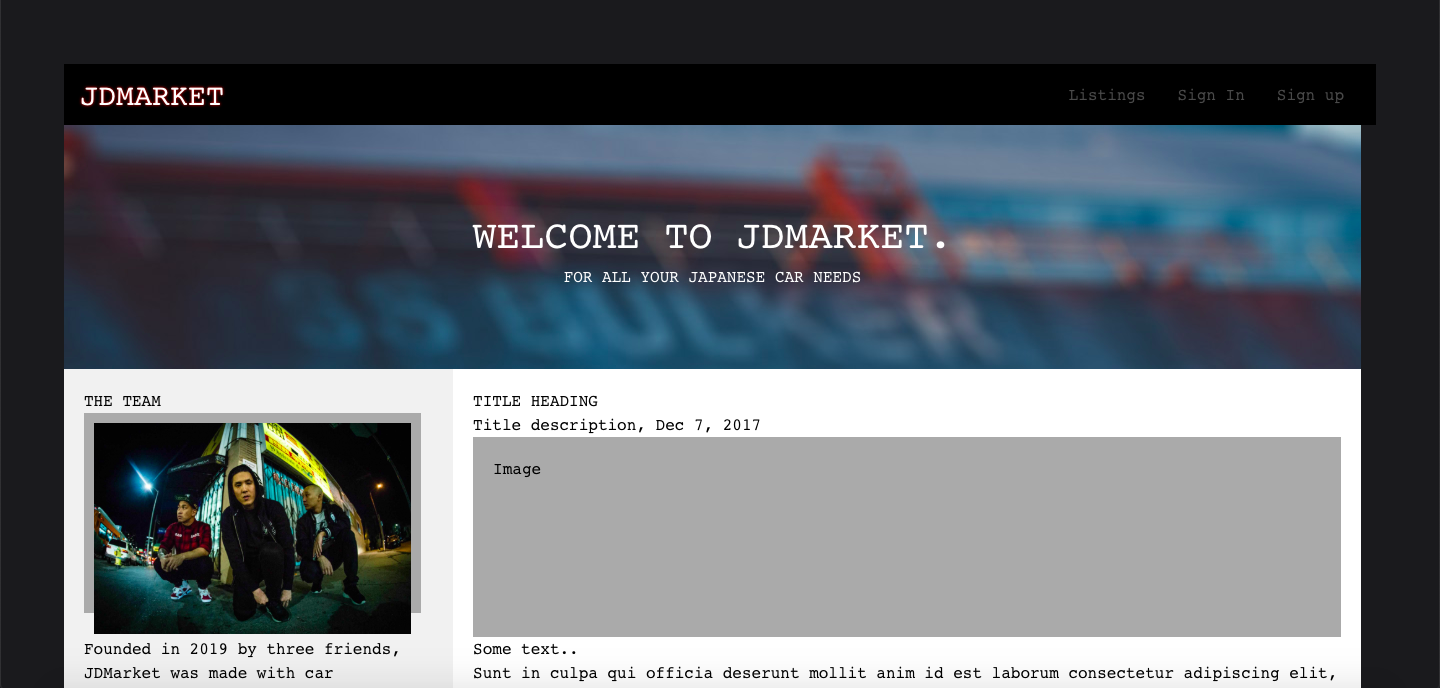 JDMARKET
Listings Sign In Sign up
WELCOME TO JDMARKET.
FOR ALL YOUR JAPANESE CAR NEEDS
THE TEAM
Founded in 2019 by three friends,
JDMarket was made with car
TITLE HEADING
Title description, Dec 7, 2017
Image
Some text..
Sunt in culpa qui officia deserunt mollit anim id est laborum consectetur adipiscing elit,